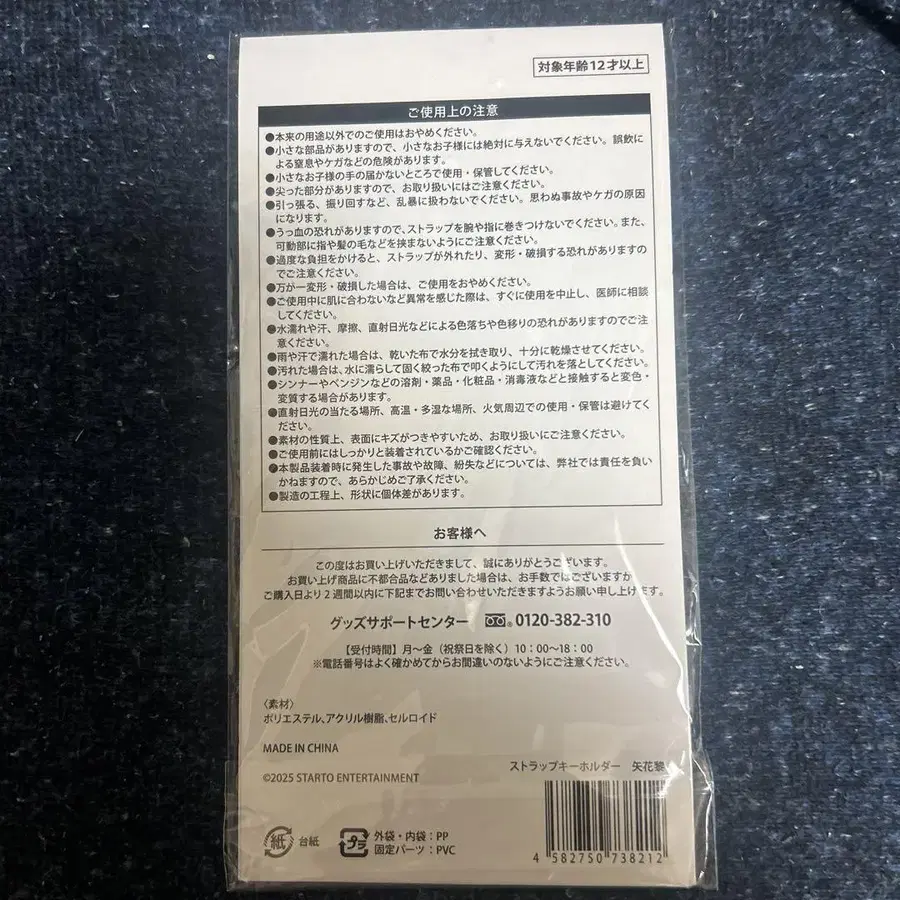 対象年齢12才以上
ご使用上の注意
●本来の用途以外でのご使用はおやめください。
●小さな部品がありますので、小さなお子様には絶対に与えないでください。誤飲に
よる窒息やケガなどの危険があります。
●小さなお子様の手の届かないところで使用・保管してください。
●尖った部分がありますので、お取り扱いにはご注意ください。
●引っ張る、振り回すなど、乱暴に扱わないでください。思わぬ事故やケガの原因
になります。
●うっ血の恐れがありますので、ストラップを腕や指に巻きつけないでください。また、
可動部に指や髪の毛などを挟まないようにご注意ください。
●過度な負担をかけると、ストラップが外れたり、変形・破損する恐れがありますの
でご注意ください。
●万が一変形・破損した場合は、ご使用をおやめください。
●ご使用中に肌に合わないなど異常を感じた際は、すぐに使用を中止し、医師に相談
してください。
●水濡れや汗、摩擦、直射日光などによる色落ちや色移りの恐れがありますのでご注
意ください。
●雨や汗で濡れた場合は、乾いた布で水分を拭き取り、十分に乾燥させてください。
●汚れた場合は、水に濡らして固く絞った布で叩くようにして汚れを落としてください。
●シンナーやベンジンなどの溶剤・薬品・化粧品・消毒液などと接触すると変色・
変質する場合があります。
●直射日光の当たる場所、高温・多湿な場所、火気周辺での使用・保管は避けてく
ださい。
●素材の性質上、表面にキズがつきやすいため、お取り扱いにご注意ください。
●ご使用前にはしっかりと装着されているかご確認ください。
●本製品装着時に発生した事故や故障、紛失などについては、弊社では責任を負い
かねますので、あらかじめご了承ください。
●製造の工程上、形状に個体差があります。
お客様へ
この度はお買い上げいただきまして、誠にありがとうございます。
お買い上げ商品に不都合品などありました場合は、お手数ではございますが
ご購入日より2週間以内に下記までお問い合わせいただきますようお願い申し上げます。
グッズサポートセンター 0120-382-310
【受付時間】月〜金(祝祭日を除く)10:00〜18:00
※電話番号はよく確かめてからお間違いのないようにご注意ください。
〈素材〉
ポリエステル、アクリル樹脂、セルロイド
MADE IN CHINA
©2025 STARTO ENTERTAINMENT
ストラップキーホルダー 矢花黎
紙 台紙
プラ 外袋・内袋:PP
固定パーツ:PVC
4 582750 738212